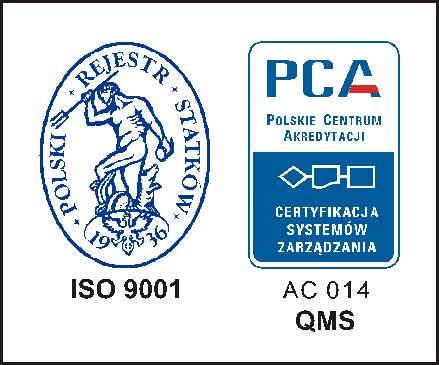 POLSKI REJESTR STATKÓW
1936
ISO 9001
PCA
POLSKIE CENTRUM
AKREDYTACJI
CERTYFIKACJA
SYSTEMÓW
ZARZĄDZANIA
AC 014
QMS